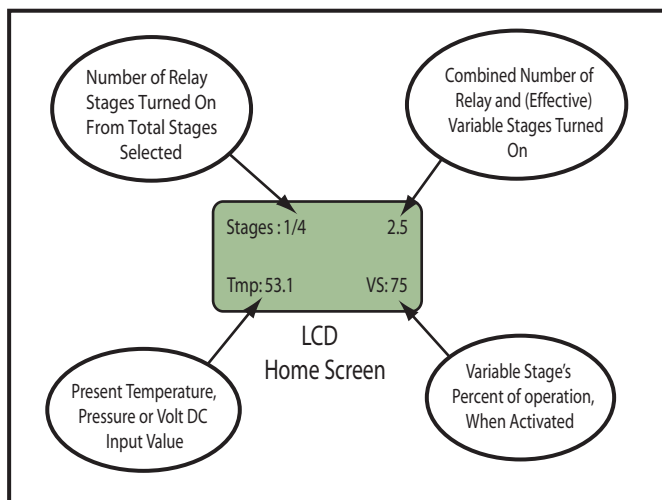 Number of Relay
Stages Turned On
From Total Stages
Selected
Combined Number of
Relay and (Effective)
Variable Stages Turned
On
Stages : 1/4 2.5
Tmp: 53.1 VS: 75
LCD
Home Screen
Present Temperature,
Pressure or Volt DC
Input Value
Variable Stage's
Percent of operation,
When Activated